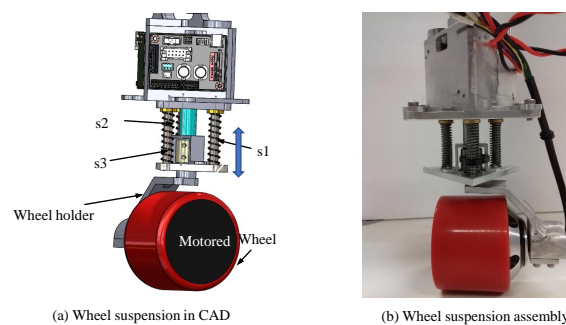 s2
s3
s1
Wheel holder
Motored
Wheel
(a) Wheel suspension in CAD
(b) Wheel suspension assembly